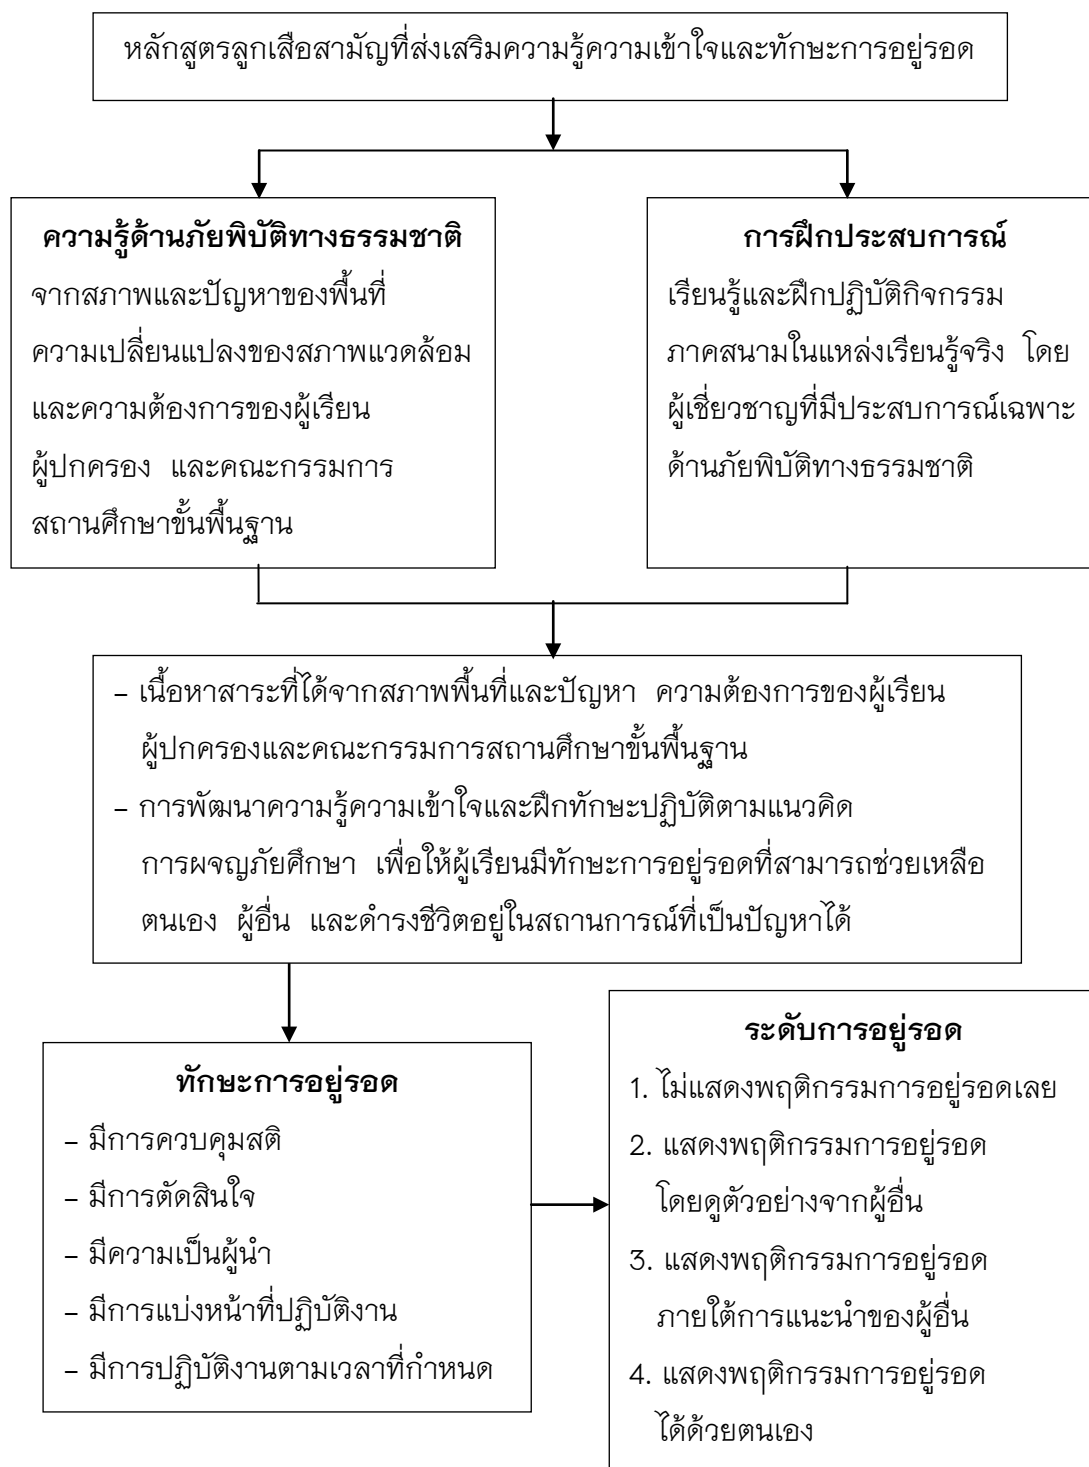 หลักสูตรลูกเสือสามัญที่ส่งเสริมความรู้ความเข้าใจและทักษะการอยู่รอด
ความรู้ด้านภัยพิบัติทางธรรมชาติ
จากสภาพและปัญหาของพื้นที่
ความเปลี่ยนแปลงของสภาพแวดล้อม
และความต้องการของผู้เรียน
ผู้ปกครอง และคณะกรรมการ
สถานศึกษาขั้นพื้นฐาน
การฝึกประสบการณ์
เรียนรู้และฝึกปฏิบัติกิจกรรม
ภาคสนามในแหล่งเรียนรู้จริง โดย
ผู้เชี่ยวชาญที่มีประสบการณ์เฉพาะ
ด้านภัยพิบัติทางธรรมชาติ
– เนื้อหาสาระที่ได้จากสภาพพื้นที่และปัญหา ความต้องการของผู้เรียน
ผู้ปกครองและคณะกรรมการสถานศึกษาขั้นพื้นฐาน
– การพัฒนาความรู้ความเข้าใจและฝึกทักษะปฏิบัติตามแนวคิด
การผจญภัยศึกษา เพื่อให้ผู้เรียนมีทักษะการอยู่รอดที่สามารถช่วยเหลือ
ตนเอง ผู้อื่น และดำรงชีวิตอยู่ในสถานการณ์ที่เป็นปัญหาได้
ทักษะการอยู่รอด
– มีการควบคุมสติ
– มีการตัดสินใจ
– มีความเป็นผู้นำ
– มีการแบ่งหน้าที่ปฏิบัติงาน
– มีการปฏิบัติงานตามเวลาที่กำหนด
ระดับการอยู่รอด
1. ไม่แสดงพฤติกรรมการอยู่รอดเลย
2. แสดงพฤติกรรมการอยู่รอด
โดยดูตัวอย่างจากผู้อื่น
3. แสดงพฤติกรรมการอยู่รอด
ภายใต้การแนะนำของผู้อื่น
4. แสดงพฤติกรรมการอยู่รอด
ได้ด้วยตนเอง